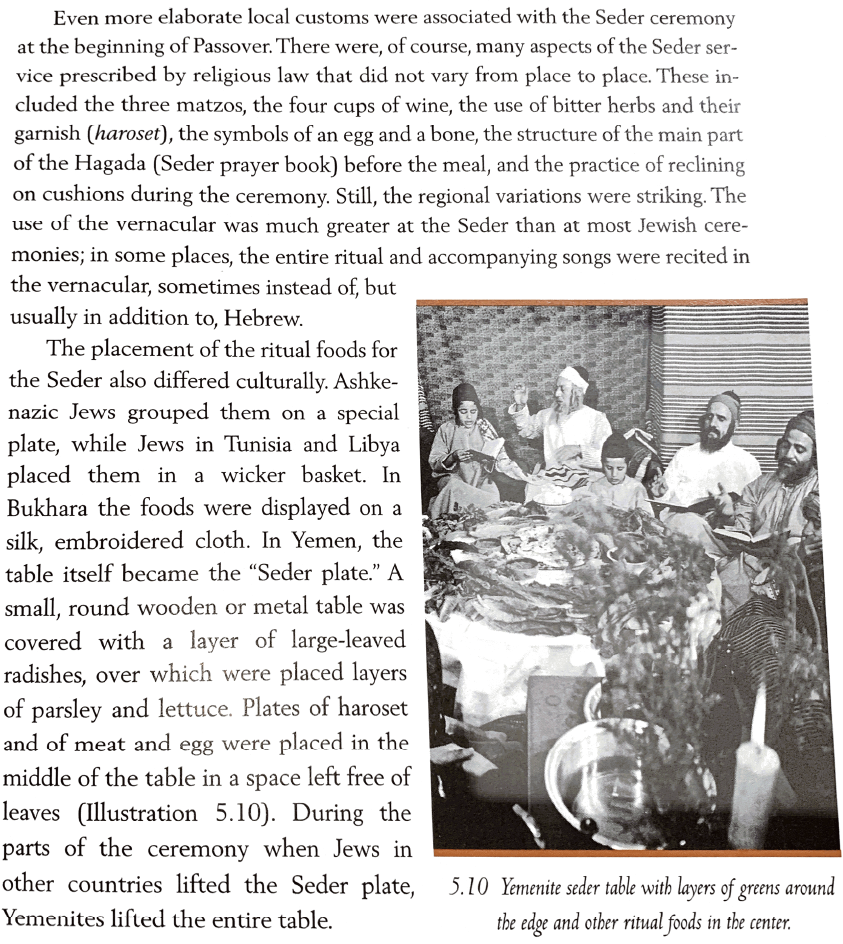 Even more elaborate local customs were associated with the Seder ceremony
at the beginning of Passover. There were, of course, many aspects of the Seder ser-
vice prescribed by religious law that did not vary from place to place. These in-
cluded the three matzos, the four cups of wine, the use of bitter herbs and their
garnish (haroset), the symbols of an egg and a bone, the structure of the main part
of the Hagada (Seder prayer book) before the meal, and the practice of reclining
on cushions during the ceremony. Still, the regional variations were striking. The
use of the vernacular was much greater at the Seder than at most Jewish cere-
monies; in some places, the entire ritual and accompanying songs were recited in
the vernacular, sometimes instead of, but
usually in addition to, Hebrew.
The placement of the ritual foods for
the Seder also differed culturally. Ashke-
nazic Jews grouped them on a special
plate, while Jews in Tunisia and Libya
placed them in a wicker basket. In
Bukhara the foods were displayed on a
silk, embroidered cloth. In Yemen, the
table itself became the “Seder plate.” A
small, round wooden or metal table was
covered with a layer of large-leaved
radishes, over which were placed layers
of parsley and lettuce. Plates of haroset
and of meat and egg were placed in the
middle of the table in a space left free of
leaves (Illustration 5.10). During the
parts of the ceremony when Jews in
other countries lifted the Seder plate,
Yemenites lifted the entire table.
5.10 Yemenite seder table with layers of greens around
the edge and other ritual foods in the center.